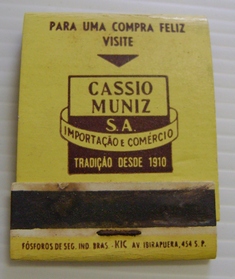 PARA UMA COMPRA FELIZ
VISITE
CASSIO
MUNIZ
S.A.
IMPORTAÇÃO E COMÉRCIO
TRADIÇÃO DESDE 1910
FÓSFOROS DE SEG. IND. BRAS. KIC AV IBIRAPUERA, 454 S.P.